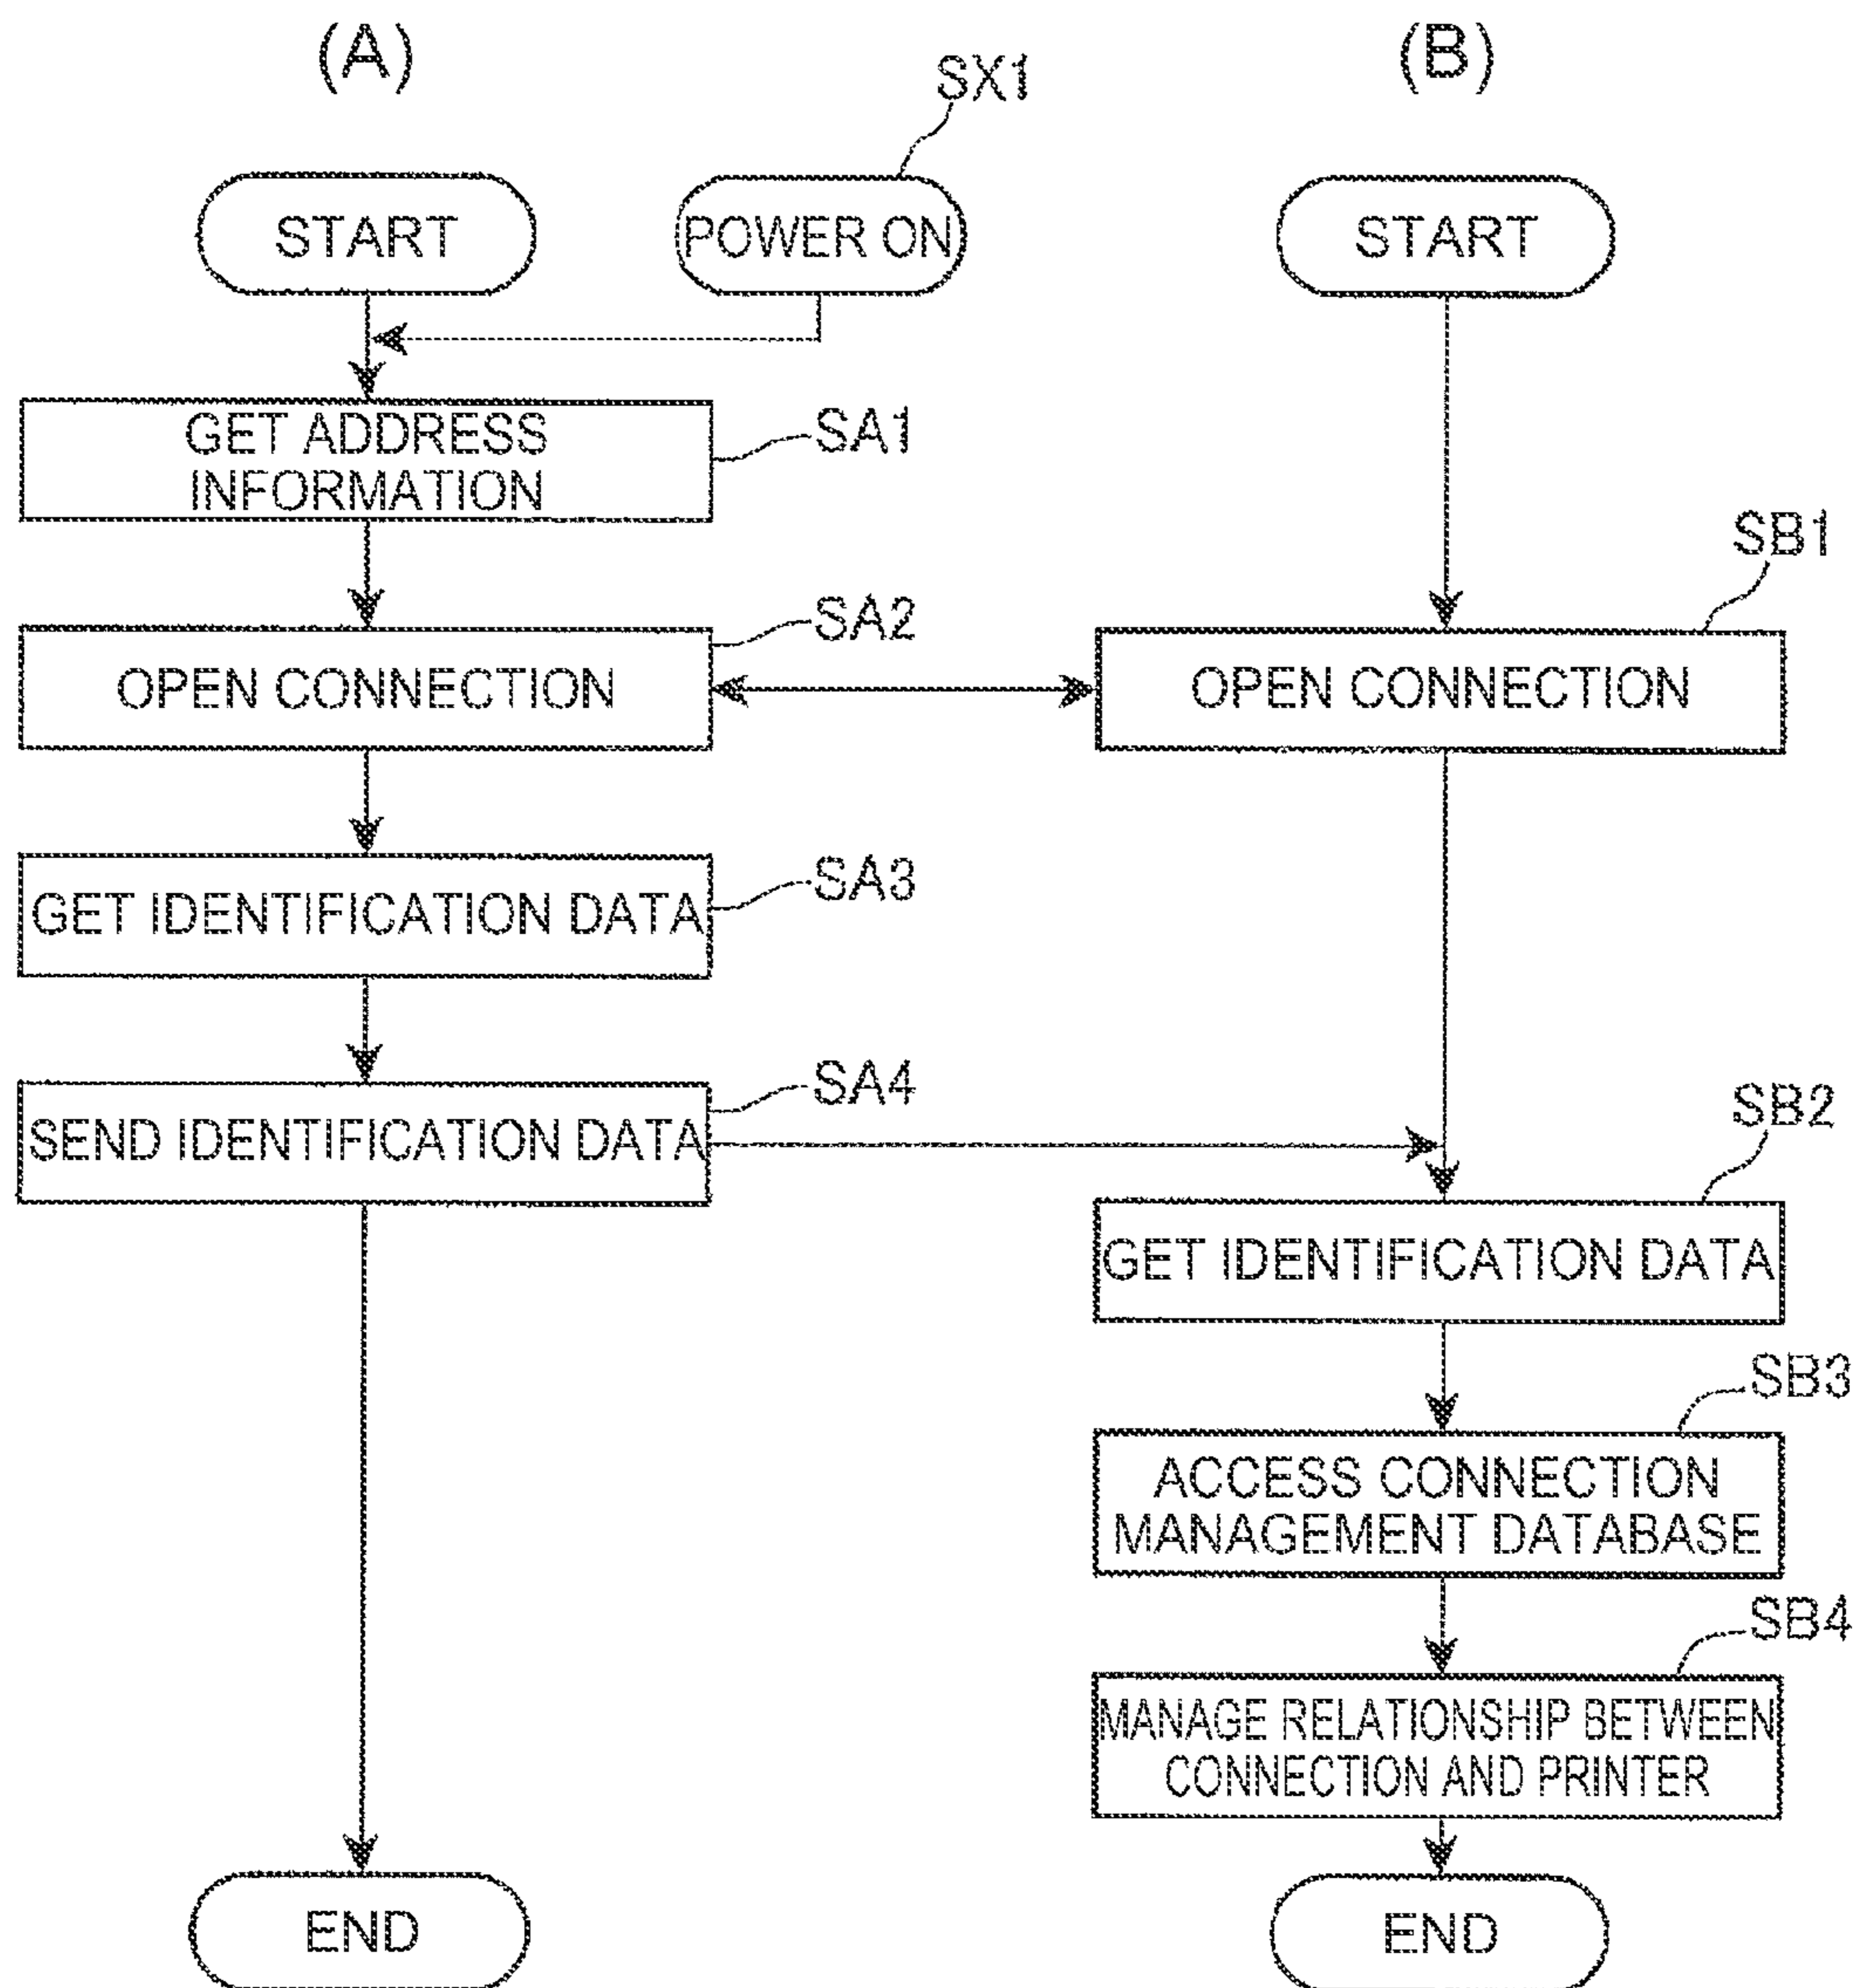 (A)
(B)
SX1
START
POWER ON
START
GET ADDRESS
INFORMATION
SA1
SB1
SA2
OPEN CONNECTION
OPEN CONNECTION
SA3
GET IDENTIFICATION DATA
SA4
SEND IDENTIFICATION DATA
SB2
GET IDENTIFICATION DATA
SB3
ACCESS CONNECTION
MANAGEMENT DATABASE
SB4
MANAGE RELATIONSHIP BETWEEN
CONNECTION AND PRINTER
END
END